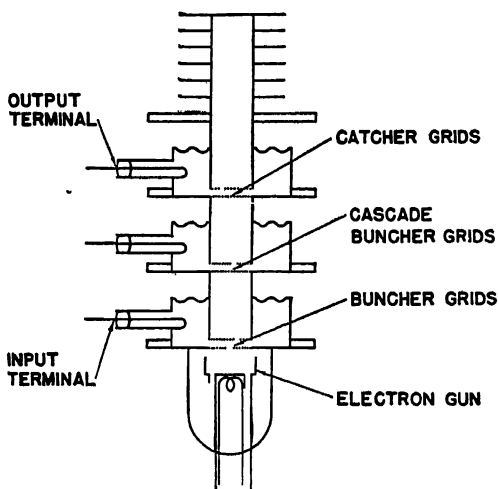 OUTPUT
TERMINAL
CATCHER GRIDS
CASCADE
BUNCHER GRIDS
BUNCHER GRIDS
INPUT
TERMINAL
ELECTRON GUN